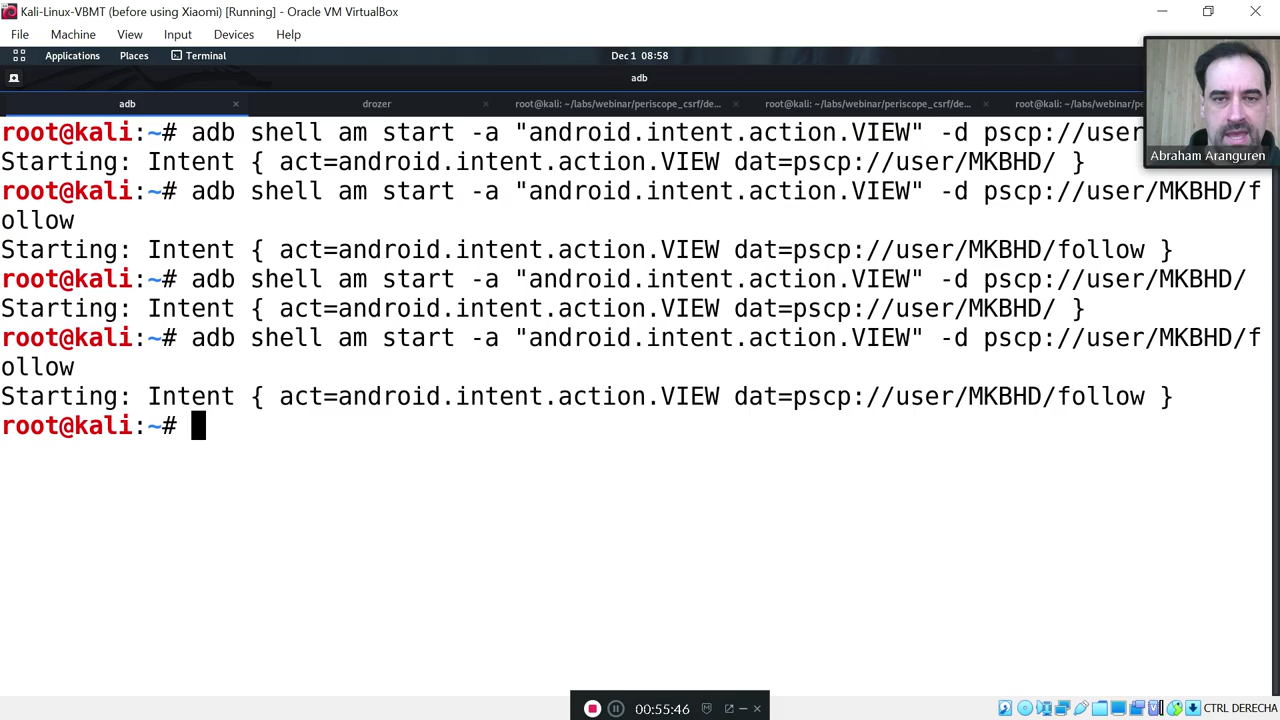 Kali-Linux-VBMT (before using Xiaomi) [Running] - Oracle VM VirtualBox
File Machine View Input Devices Help
Applications Places Terminal Dec 1 08:58
adb
adb drozer root@kali: ~/labs/webinar/periscope_csrf/de... root@kali: ~/labs/webinar/periscope_csrf/de... root@kali: ~/labs/webinar/pe
root@kali:~# adb shell am start -a "android.intent.action.VIEW" -d pscp://user
Abraham Aranguren
Starting: Intent { act=android.intent.action.VIEW dat=pscp://user/MKBHD/ }
root@kali:~# adb shell am start -a "android.intent.action.VIEW" -d pscp://user/MKBHD/f
ollow
Starting: Intent { act=android.intent.action.VIEW dat=pscp://user/MKBHD/follow }
root@kali:~# adb shell am start -a "android.intent.action.VIEW" -d pscp://user/MKBHD/
Starting: Intent { act=android.intent.action.VIEW dat=pscp://user/MKBHD/ }
root@kali:~# adb shell am start -a "android.intent.action.VIEW" -d pscp://user/MKBHD/f
ollow
Starting: Intent { act=android.intent.action.VIEW dat=pscp://user/MKBHD/follow }
root@kali:~#
00:55:46
CTRL DERECHA